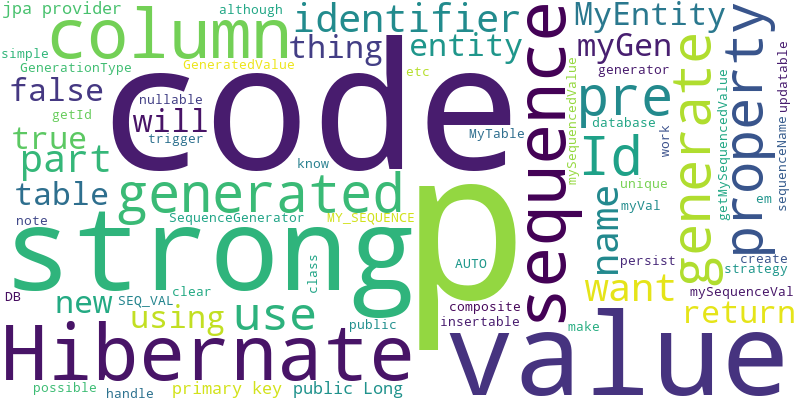 jpa provider
although
column
identifier
MyEntity
simple
thing
entity
myGen
GenerationType
GeneratedValue
etc
generator
false
nullable
code
pre
sequence
property
updatable
getId
will
mySequencedValue
generate
true
trigger
MyTable
database
work
getMySequencedValue
sequenceName
part
know
Id
unique
table
generated
p
name
myVal
em
note
SequenceGenerator
MY_SEQUENCE
strong
class
AUTO
persist
create
strategy
DB
new
SEQ_VAL
clear
want
mySequenceVal
using
use
public
composite
insertable
make
return
Hibernate
value
possible
handle
primary key
public Long